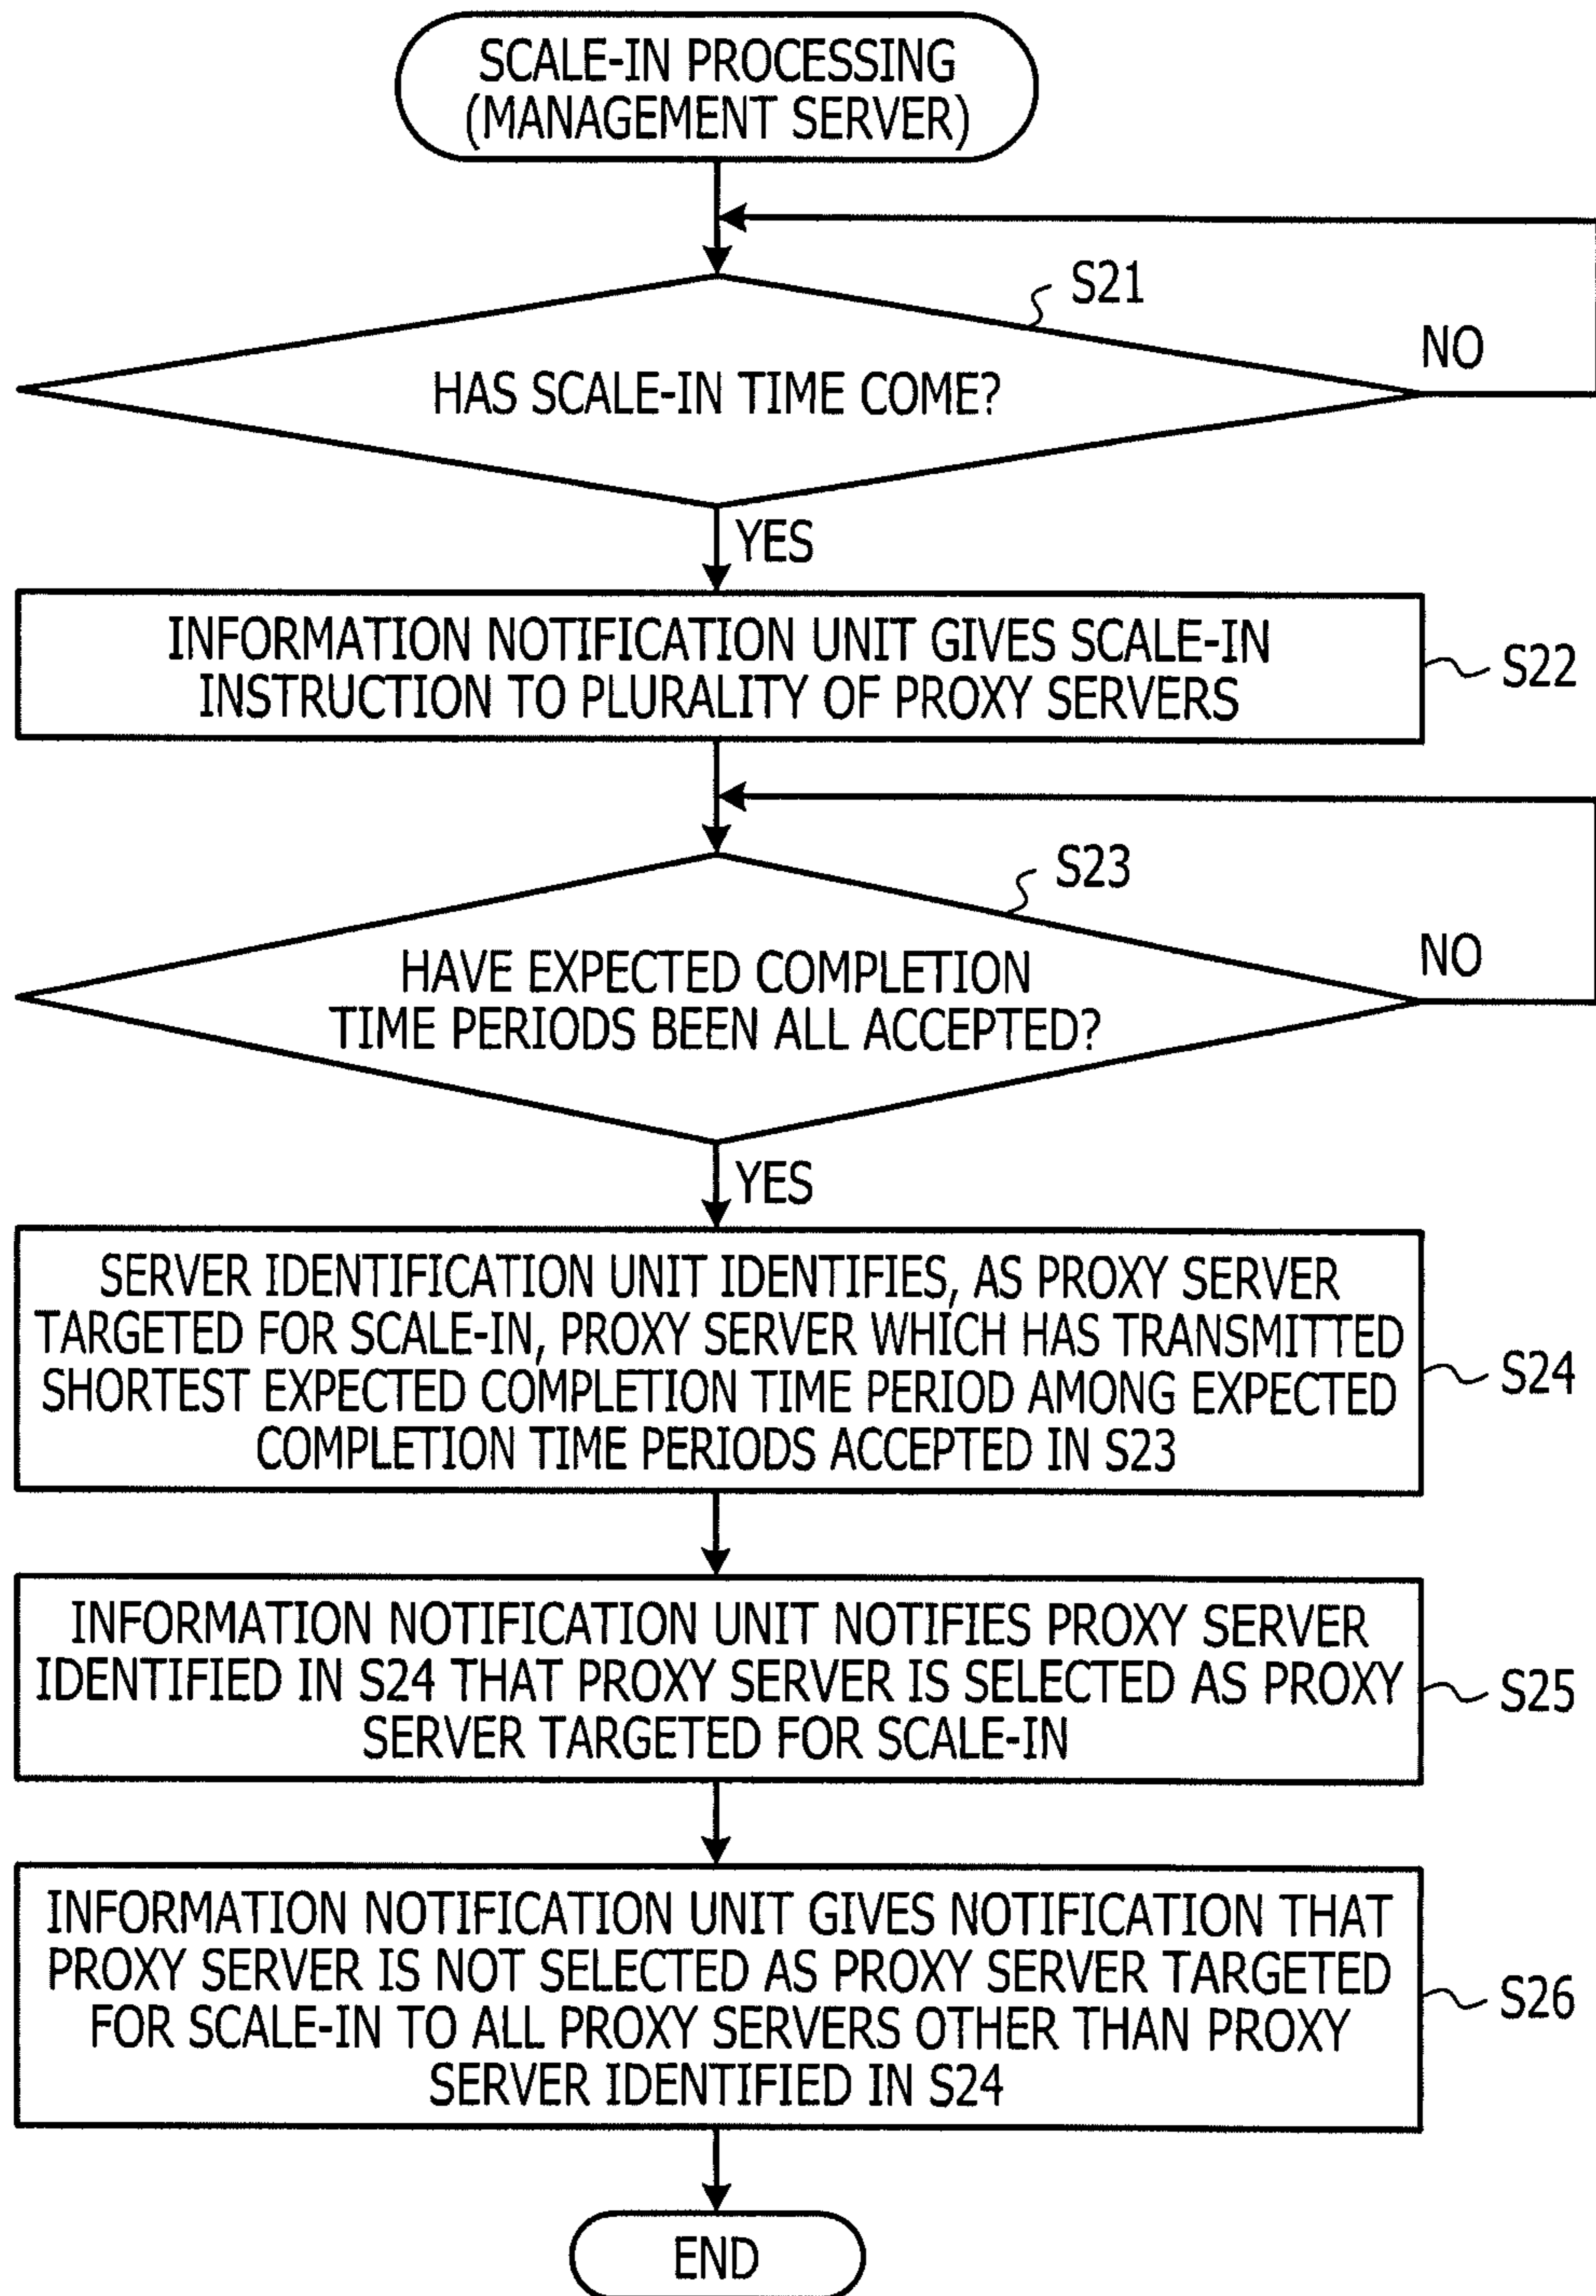 SCALE-IN PROCESSING
(MANAGEMENT SERVER)
S21
HAS SCALE-IN TIME COME?
NO
YES
INFORMATION NOTIFICATION UNIT GIVES SCALE-IN
INSTRUCTION TO PLURALITY OF PROXY SERVERS
S22
S23
HAVE EXPECTED COMPLETION
TIME PERIODS BEEN ALL ACCEPTED?
NO
YES
SERVER IDENTIFICATION UNIT IDENTIFIES, AS PROXY SERVER
TARGETED FOR SCALE-IN, PROXY SERVER WHICH HAS TRANSMITTED
SHORTEST EXPECTED COMPLETION TIME PERIOD AMONG EXPECTED
COMPLETION TIME PERIODS ACCEPTED IN S23
S24
INFORMATION NOTIFICATION UNIT NOTIFIES PROXY SERVER
IDENTIFIED IN S24 THAT PROXY SERVER IS SELECTED AS PROXY
SERVER TARGETED FOR SCALE-IN
S25
INFORMATION NOTIFICATION UNIT GIVES NOTIFICATION THAT
PROXY SERVER IS NOT SELECTED AS PROXY SERVER TARGETED
FOR SCALE-IN TO ALL PROXY SERVERS OTHER THAN PROXY
SERVER IDENTIFIED IN S24
S26
END